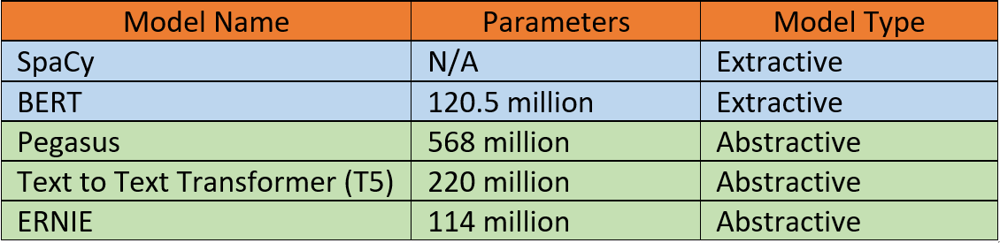 Model Name Parameters Model Type
SpaCy N/A Extractive
BERT 120.5 million Extractive
Pegasus 568 million Abstractive
Text to Text Transformer (T5) 220 million Abstractive
ERNIE 114 million Abstractive